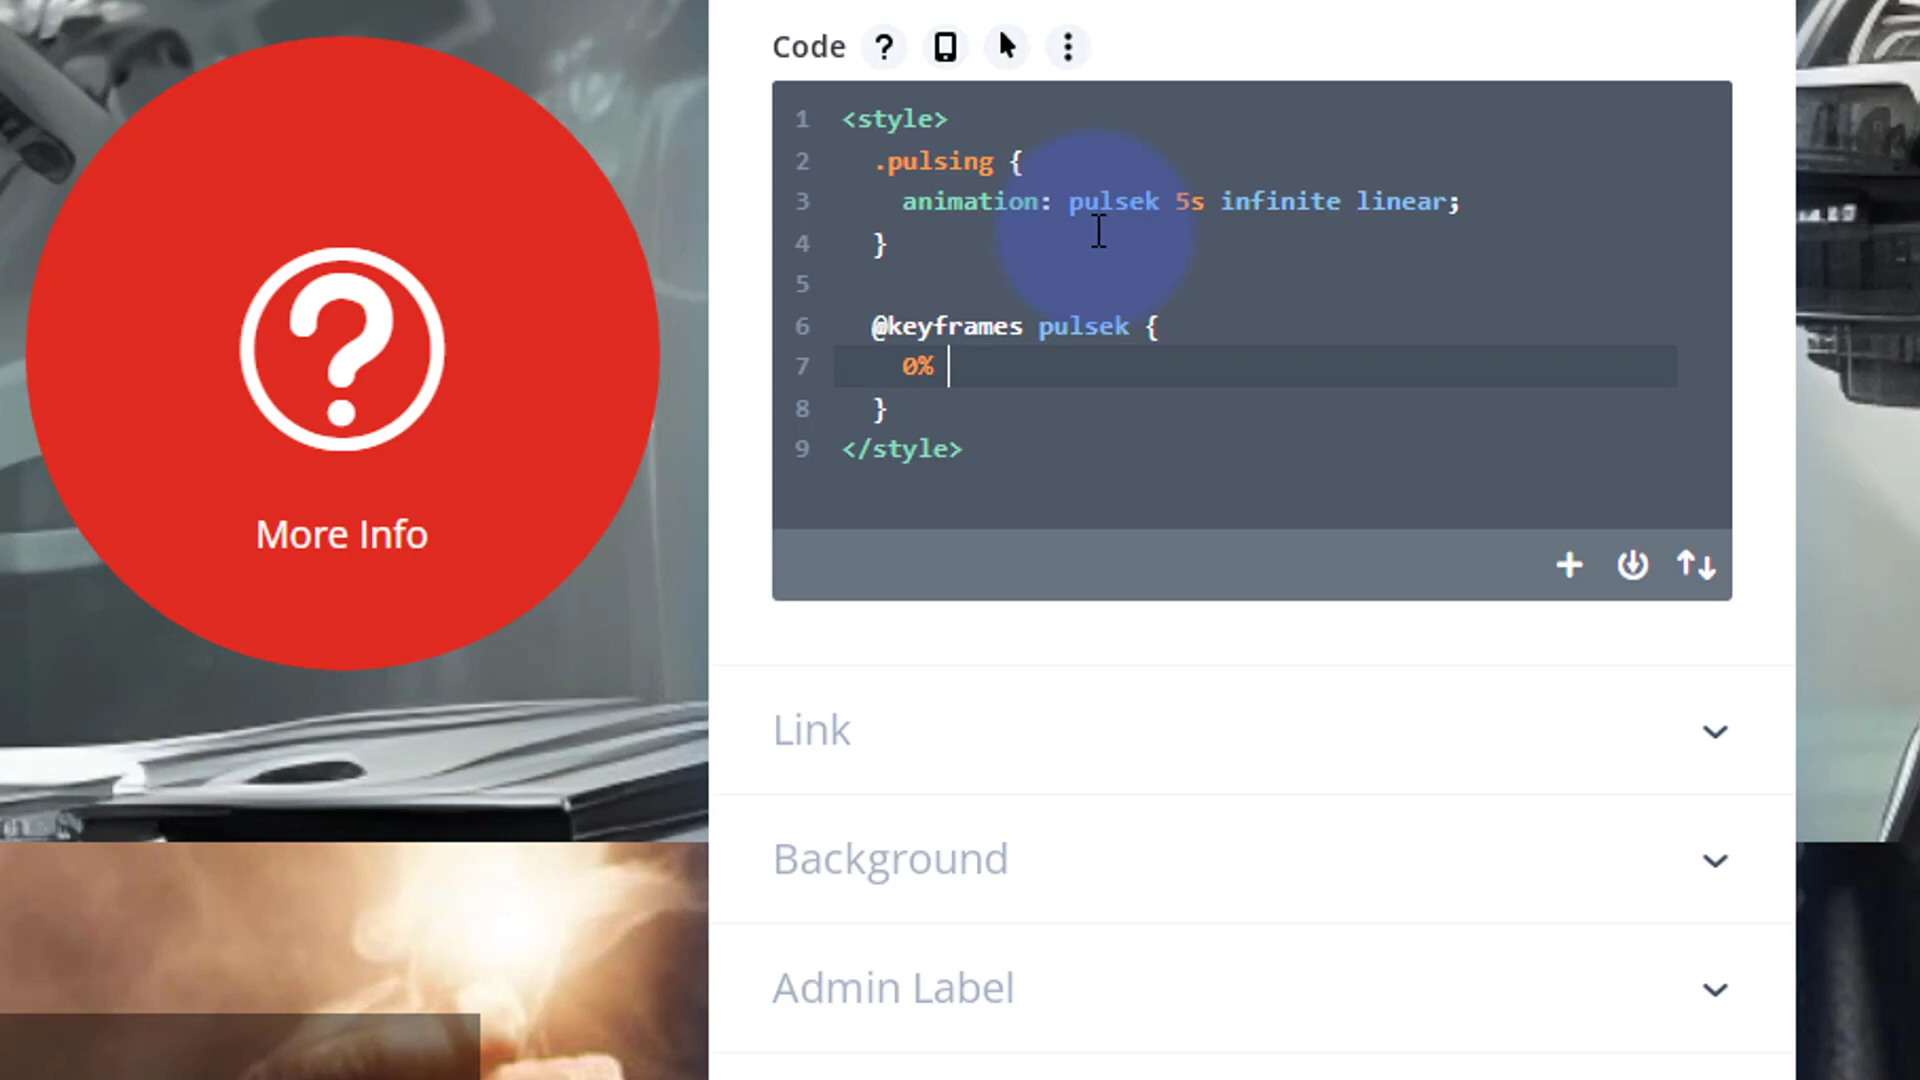 Code ?
1 <style>
2 .pulsing {
3 animation: pulsek 5s infinite linear;
4 }
5
6 @keyframes pulsek {
7 0%
8 }
9 </style>
?
More Info
Link
Background
Admin Label